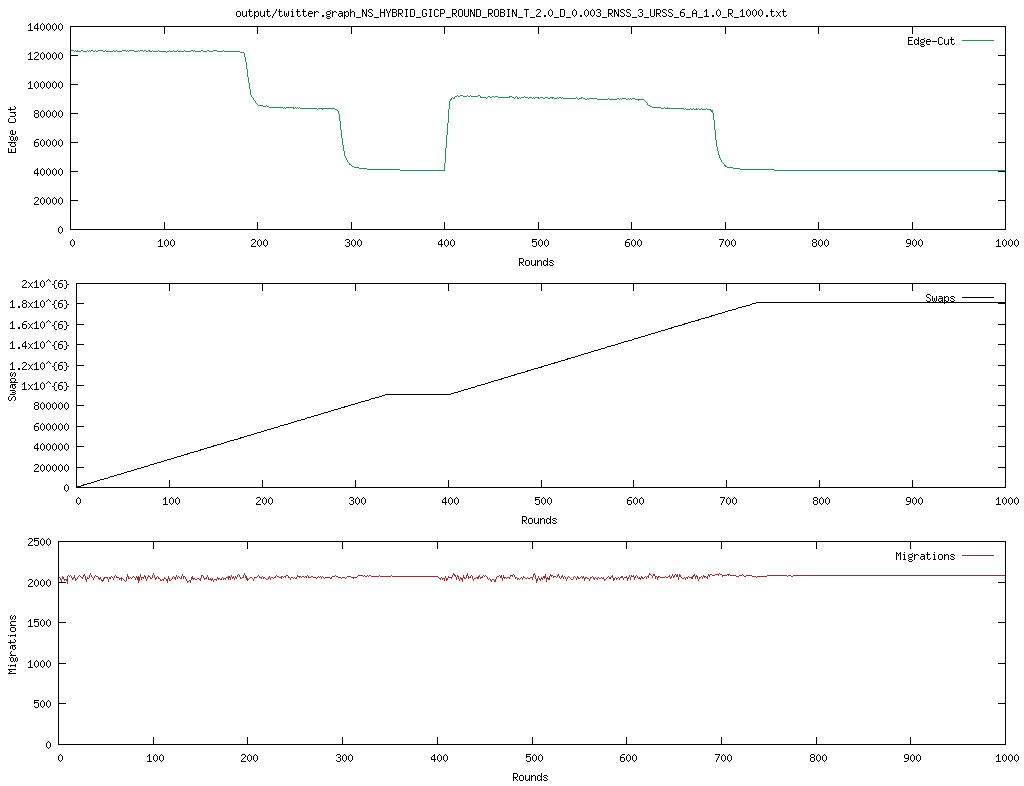 output/twitter.graph_NS_HYBRID_GICP_ROUND_ROBIN_T_2.0_D_0.003_RNSS_3_URSS_6_A_1.0_R_1000.txt
140000
120000
100000
80000
60000
40000
20000
0
Edge Cut
Edge-Cut
0 100 200 300 400 500 600 700 800 900 1000
Rounds
2x10^{6}
1.8x10^{6}
1.6x10^{6}
1.4x10^{6}
1.2x10^{6}
1x10^{6}
800000
600000
400000
200000
0
Swaps
Swaps
0 100 200 300 400 500 600 700 800 900 1000
Rounds
2500
2000
1500
1000
500
0
Migrations
Migrations
0 100 200 300 400 500 600 700 800 900 1000
Rounds